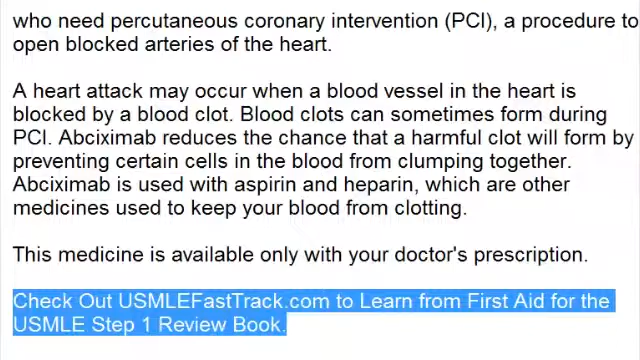 who need percutaneous coronary intervention (PCI), a procedure to
open blocked arteries of the heart.
A heart attack may occur when a blood vessel in the heart is
blocked by a blood clot. Blood clots can sometimes form during
PCI. Abciximab reduces the chance that a harmful clot will form by
preventing certain cells in the blood from clumping together.
Abciximab is used with aspirin and heparin, which are other
medicines used to keep your blood from clotting.
This medicine is available only with your doctor's prescription.
Check Out USMLEFastTrack.com to Learn from First Aid for the
USMLE Step 1 Review Book.